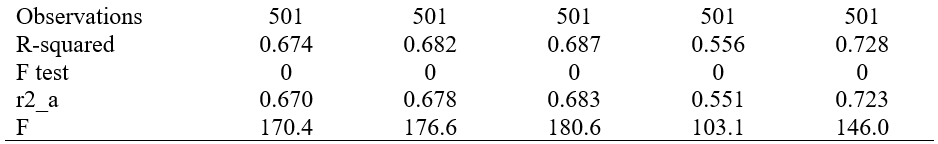 Observations 501 501 501 501 501
R-squared 0.674 0.682 0.687 0.556 0.728
F test 0 0 0 0 0
r2_a 0.670 0.678 0.683 0.551 0.723
F 170.4 176.6 180.6 103.1 146.0